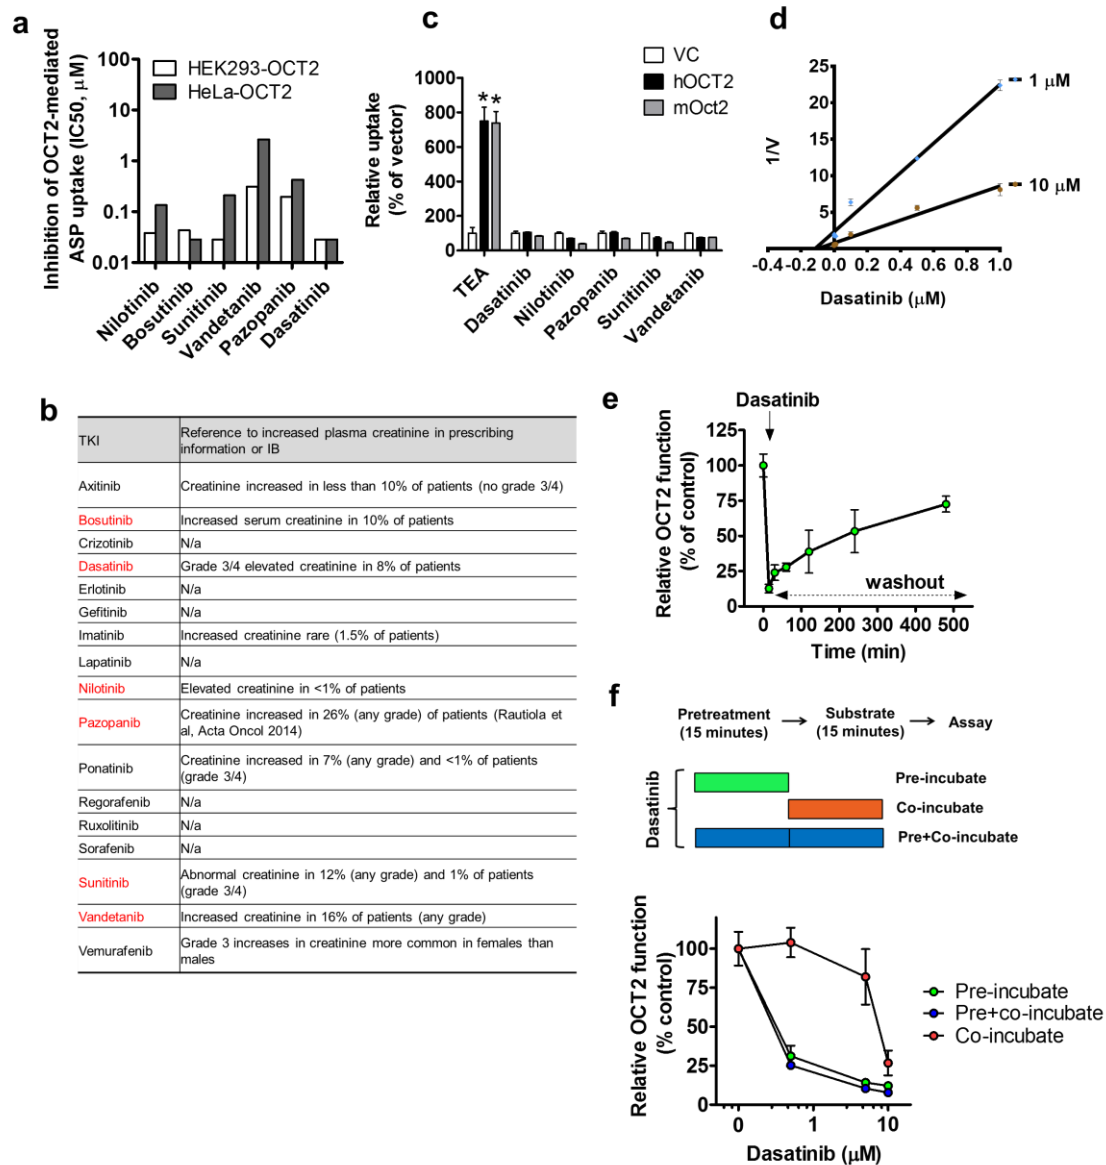 a
Inhibition of OCT2-mediated
ASP uptake (IC50, μM)
100
10
1
0.1
0.01
HEK293-OCT2
HeLa-OCT2
Nilotinib
Bosutinib
Sunitinib
Vandetanib
Pazopanib
Dasatinib
c
VC
hOCT2
mOct2
Relative uptake
(% of vector)
1000
800
600
400
200
0
* *
TEA
Dasatinib
Nilotinib
Pazopanib
Sunitinib
Vandetanib
d
1/V
25
20
15
10
5
1 μM
10 μM
-0.4 -0.2 0.0 0.2 0.4 0.6 0.8 1.0
Dasatinib (μM)
b
TKI Reference to increased plasma creatinine in prescribing
information or IB
Axitinib Creatinine increased in less than 10% of patients (no grade 3/4)
Bosutinib Increased serum creatinine in 10% of patients
Crizotinib N/a
Dasatinib Grade 3/4 elevated creatinine in 8% of patients
Erlotinib N/a
Gefitinib N/a
Imatinib Increased creatinine rare (1.5% of patients)
Lapatinib N/a
Nilotinib Elevated creatinine in <1% of patients
Pazopanib Creatinine increased in 26% (any grade) of patients (Rautiola et
al, Acta Oncol 2014)
Ponatinib Creatinine increased in 7% (any grade) and <1% of patients
(grade 3/4)
Regorafenib N/a
Ruxolitinib N/a
Sorafenib N/a
Sunitinib Abnormal creatinine in 12% (any grade) and 1% of patients
(grade 3/4)
Vandetanib Increased creatinine in 16% of patients (any grade)
Vemurafenib Grade 3 increases in creatinine more common in females than
males
e
Dasatinib
Relative OCT2 function
(% of control)
125
100
75
50
25
0
washout
0 100 200 300 400 500
Time (min)
f
Pretreatment → Substrate → Assay
(15 minutes) (15 minutes)
Dasatinib
Pre-incubate
Co-incubate
Pre+Co-incubate
Relative OCT2 function
(% control)
100
75
50
25
0
0 1 10
Dasatinib (μM)
Pre-incubate
Pre+co-incubate
Co-incubate